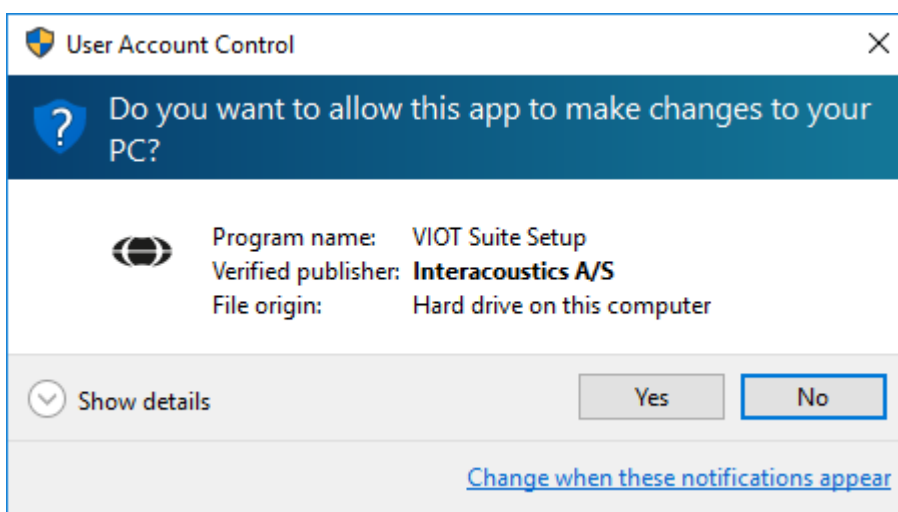 User Account Control
Do you want to allow this app to make changes to your
PC?
Program name: VIOT Suite Setup
Verified publisher: Interacoustics A/S
File origin: Hard drive on this computer
Show details
Yes
No
Change when these notifications appear